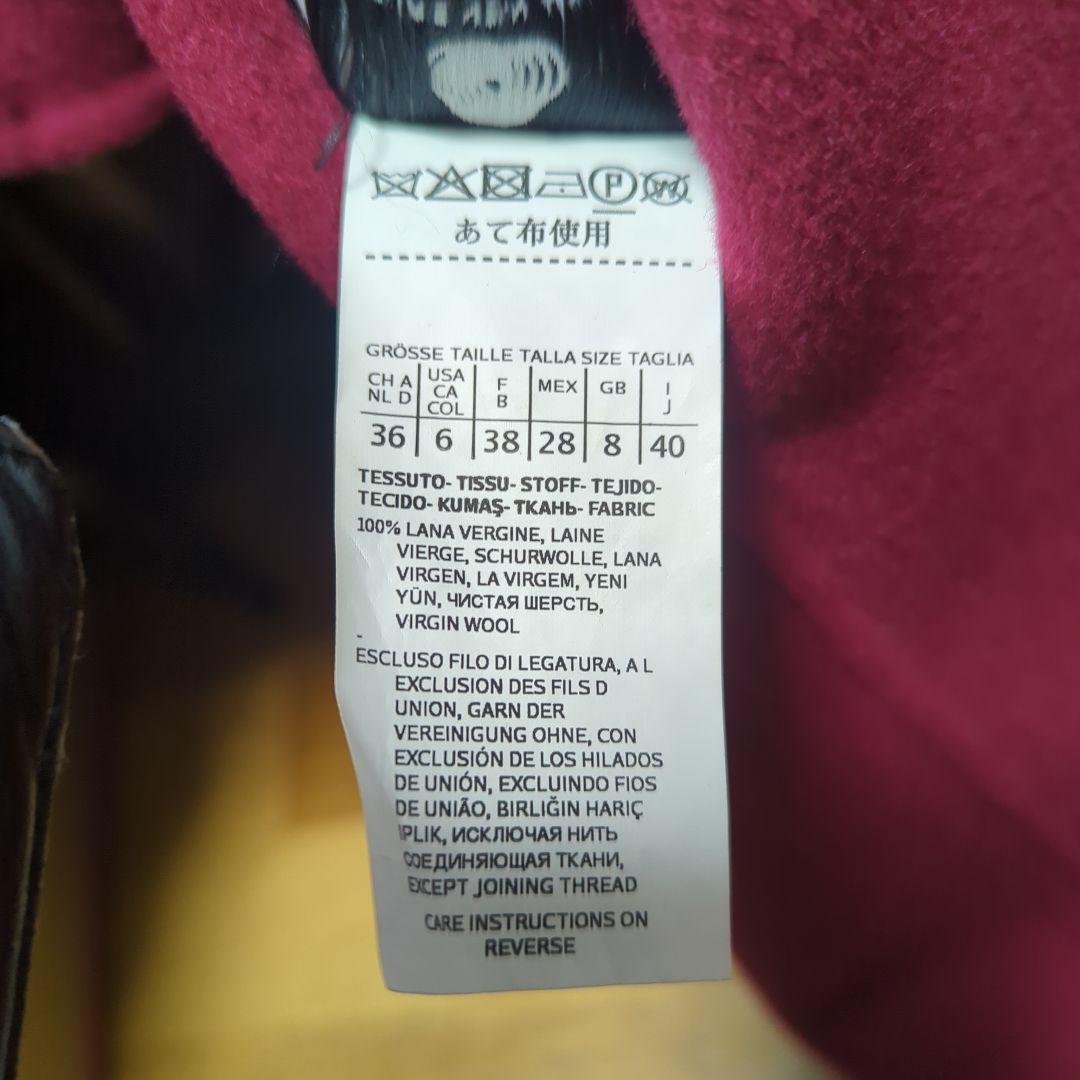 P W
あて布使用
GRÖSSE TAILLE TALLA SIZE TAGLIA
CH A NL D USA CA COL F B MEX GB I J
36 6 38 28 8 40
TESSUTO- TISSU- STOFF- TEJIDO-
TECIDO- KUMAŞ- ТКАНЬ- FABRIC
100% LANA VERGINE, LAINE
VIERGE, SCHURWOLLE, LANA
VIRGEN, LA VIRGEM, YENI
YÜN, ЧИСТАЯ ШЕРСТЬ,
VIRGIN WOOL
-
ESCLUSO FILO DI LEGATURA, A L
EXCLUSION DES FILS D
UNION, GARN DER
VEREINIGUNG OHNE, CON
EXCLUSIÓN DE LOS HILADOS
DE UNIÓN, EXCLUINDO FIOS
DE UNIÃO, BIRLIĞIN HARIÇ
IPLIK, ИСКЛЮЧАЯ НИТЬ
СОЕДИНЯЮЩАЯ ТКАНИ,
EXCEPT JOINING THREAD
CARE INSTRUCTIONS ON
REVERSE